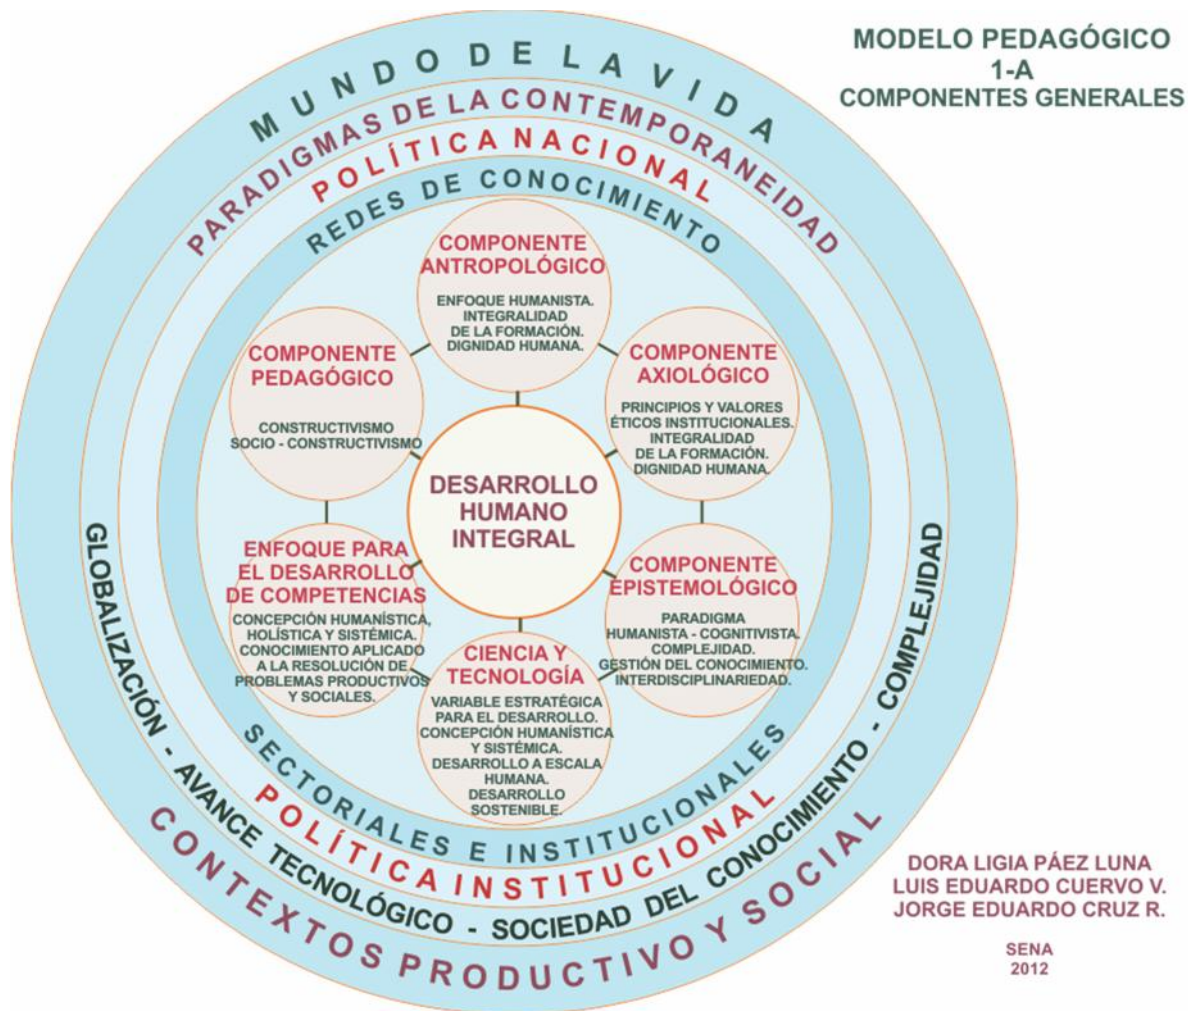 MODELO PEDAGÓGICO
1-A
COMPONENTES GENERALES
MUNDO DE LA VIDA
PARADIGMAS DE LA CONTEMPORANEIDAD
POLÍTICA NACIONAL
REDES DE CONOCIMIENTO
COMPONENTE
ANTROPOLÓGICO
ENFOQUE HUMANISTA.
INTEGRALIDAD
DE LA FORMACIÓN.
DIGNIDAD HUMANA.
COMPONENTE
PEDAGÓGICO
CONSTRUCTIVISMO
SOCIO - CONSTRUCTIVISMO
COMPONENTE
AXIOLÓGICO
PRINCIPIOS Y VALORES
ÉTICOS INSTITUCIONALES.
INTEGRALIDAD
DE LA FORMACIÓN.
DIGNIDAD HUMANA.
DESARROLLO
HUMANO
INTEGRAL
ENFOQUE PARA
EL DESARROLLO
DE COMPETENCIAS
CONCEPCIÓN HUMANÍSTICA,
HOLÍSTICA Y SISTÉMICA.
CONOCIMIENTO APLICADO
A LA RESOLUCIÓN DE
PROBLEMAS PRODUCTIVOS
Y SOCIALES.
COMPONENTE
EPISTEMOLÓGICO
PARADIGMA
HUMANISTA - COGNITIVISTA.
COMPLEJIDAD.
GESTIÓN DEL CONOCIMIENTO.
INTERDISCIPLINARIEDAD.
CIENCIA Y
TECNOLOGÍA
VARIABLE ESTRATÉGICA
PARA EL DESARROLLO.
CONCEPCIÓN HUMANÍSTICA
Y SISTÉMICA.
DESARROLLO A ESCALA
HUMANA.
DESARROLLO
SOSTENIBLE.
SECTORIALES E INSTITUCIONALES
POLÍTICA INSTITUCIONAL
GLOBALIZACIÓN - AVANCE TECNOLÓGICO - SOCIEDAD DEL CONOCIMIENTO - COMPLEJIDAD
CONTEXTOS PRODUCTIVO Y SOCIAL
DORA LIGIA PÁEZ LUNA
LUIS EDUARDO CUERVO V.
JORGE EDUARDO CRUZ R.
SENA
2012